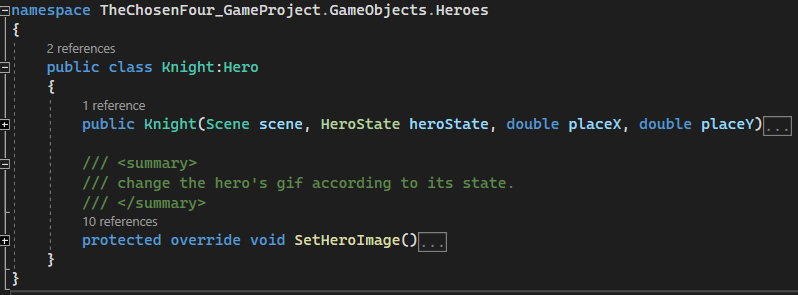 namespace TheChosenFour_GameProject.GameObjects.Heroes
{
2 references
public class Knight:Hero
{
1 reference
public Knight(Scene scene, HeroState heroState, double placeX, double placeY)...
/// <summary>
/// change the hero's gif according to its state.
/// </summary>
10 references
protected override void SetHeroImage()...
}
}